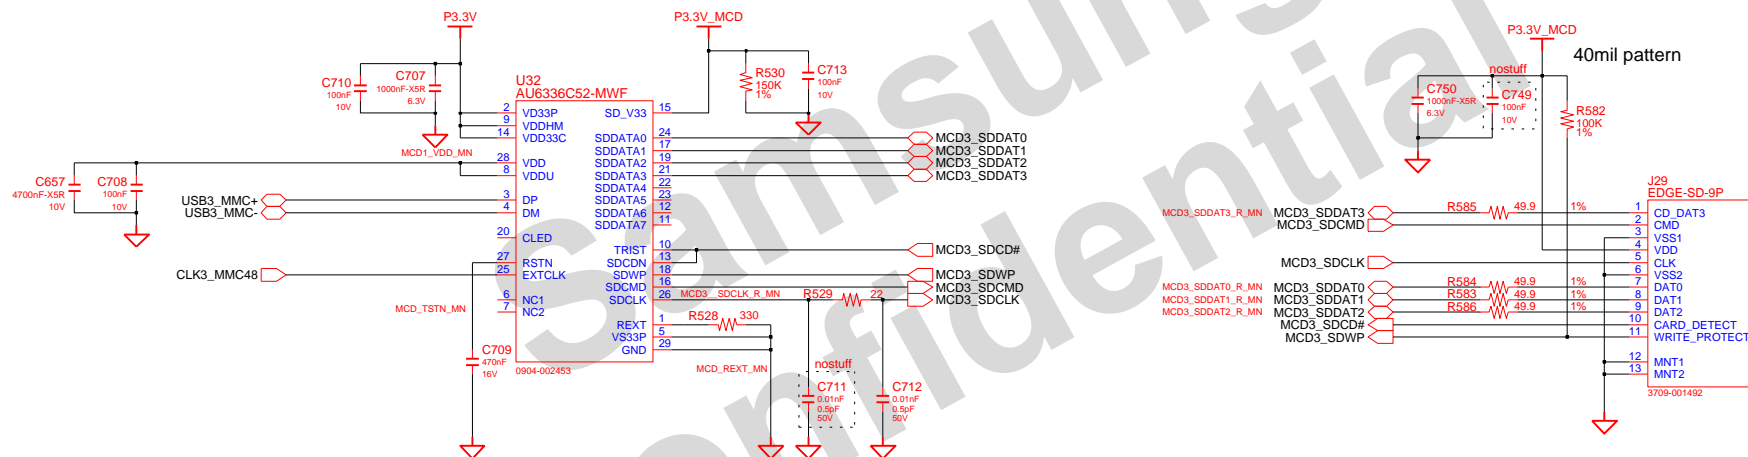 P3.3V
P3.3V_MCD
P3.3V_MCD
40mil pattern
C710
100nF
10V
C707
1000nF-X5R
6.3V
U32
AU6336C52-MWF
R530
150K
1%
C713
100nF
10V
nostuff
C750
1000nF-X5R
6.3V
C749
100nF
10V
R582
100K
1%
2 VD33P
9 VDDHM
14 VDD33C
SD_V33 15
MCD1_VDD_MN
28 VDD
8 VDDU
SDDATA0 24 MCD3_SDDAT0
SDDATA1 17 MCD3_SDDAT1
SDDATA2 19 MCD3_SDDAT2
SDDATA3 21 MCD3_SDDAT3
SDDATA4 22
SDDATA5 23
SDDATA6 12
SDDATA7 11
C657
4700nF-X5R
10V
C708
100nF
10V
USB3_MMC+ 3 DP
USB3_MMC- 4 DM
20 CLED
27 RSTN
CLK3_MMC48 25 EXTCLK
6 NC1
7 NC2
MCD_TSTN_MN
TRIST 10 MCD3_SDCD#
SDCDN 13
SDWP 18 MCD3_SDWP
SDCMD 16 MCD3_SDCMD
SDCLK 26 MCD3__SDCLK_R_MN R529 22 MCD3_SDCLK
REXT 1 R528 330
VS33P 5
GND 29
MCD_REXT_MN
0904-002453
C709
470nF
16V
nostuff
C711
0.01nF
0.5pF
50V
C712
0.01nF
0.5pF
50V
J29
EDGE-SD-9P
MCD3_SDDAT3_R_MN MCD3_SDDAT3 R585 49.9 1% 1 CD_DAT3
MCD3_SDCMD 2 CMD
3 VSS1
4 VDD
MCD3_SDCLK 5 CLK
6 VSS2
MCD3_SDDAT0_R_MN MCD3_SDDAT0 R584 49.9 1% 7 DAT0
MCD3_SDDAT1_R_MN MCD3_SDDAT1 R583 49.9 1% 8 DAT1
MCD3_SDDAT2_R_MN MCD3_SDDAT2 R586 49.9 1% 9 DAT2
MCD3_SDCD# 10 CARD_DETECT
MCD3_SDWP 11 WRITE_PROTECT
12 MNT1
13 MNT2
3709-001492
Samsung
Confidential